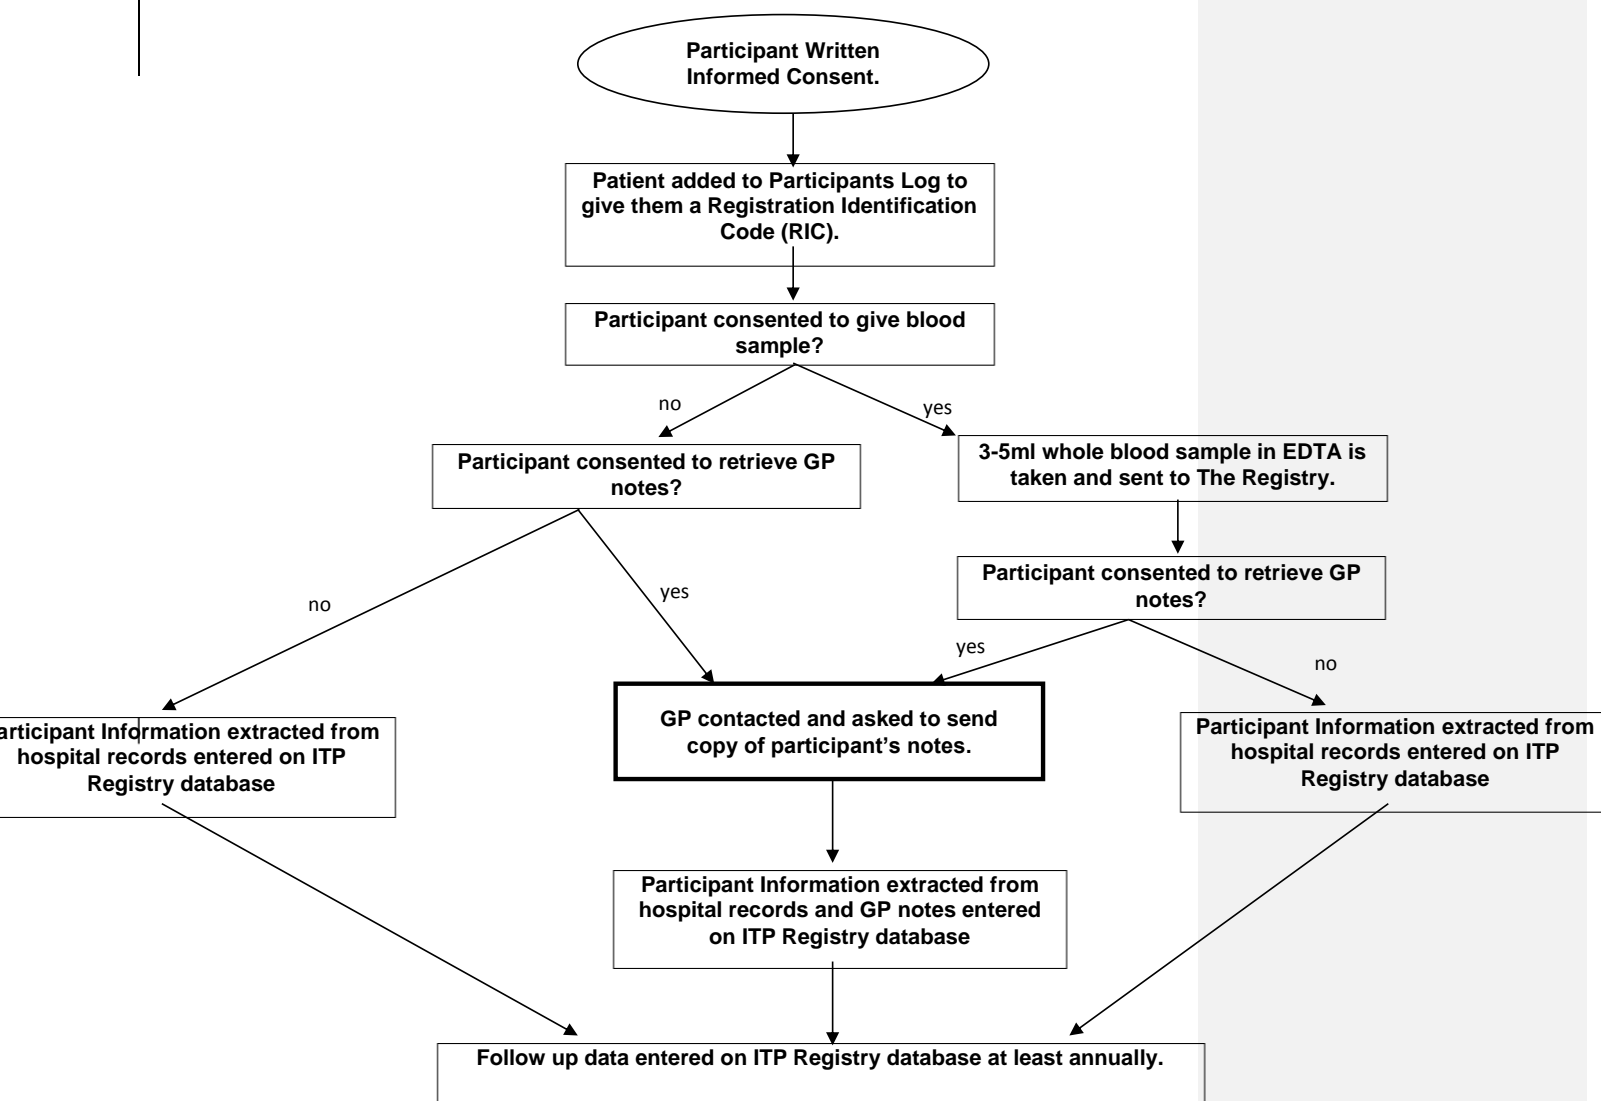 Participant Written
Informed Consent.
Patient added to Participants Log to
give them a Registration Identification
Code (RIC).
Participant consented to give blood
sample?
no
yes
Participant consented to retrieve GP
notes?
3-5ml whole blood sample in EDTA is
taken and sent to The Registry.
Participant consented to retrieve GP
notes?
no
yes
yes
no
GP contacted and asked to send
copy of participant's notes.
articipant Information extracted from
hospital records entered on ITP
Registry database
Participant Information extracted from
hospital records entered on ITP
Registry database
Participant Information extracted from
hospital records and GP notes entered
on ITP Registry database
Follow up data entered on ITP Registry database at least annually.